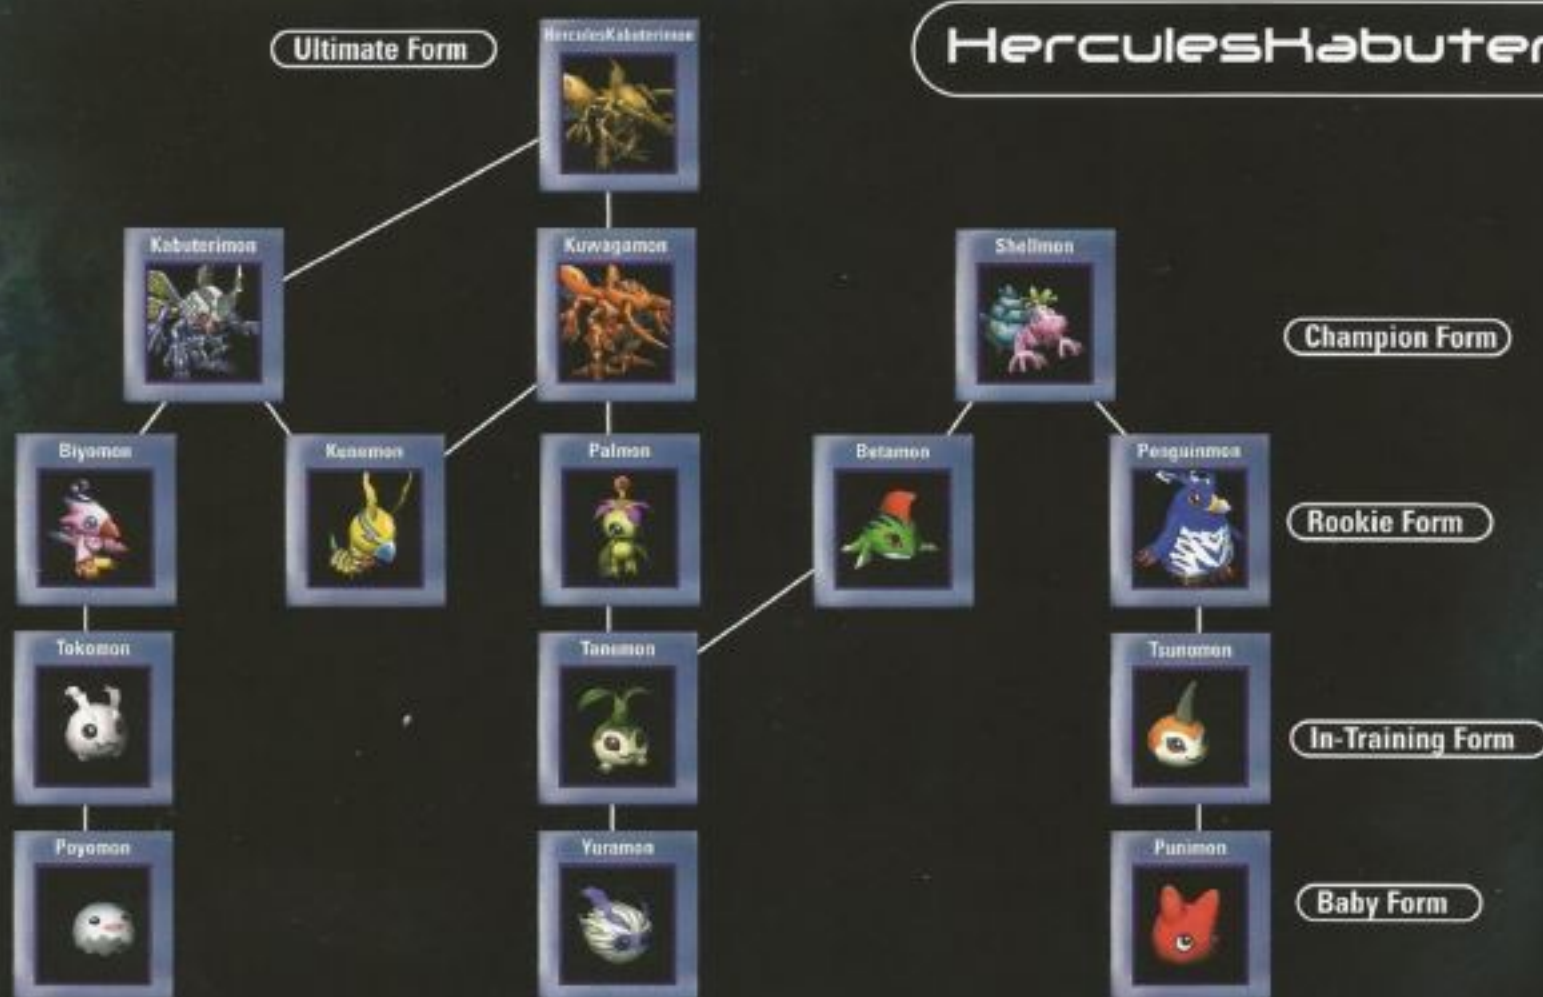 Ultimate Form
HerculesKabuterimon
HerculesKabuter
Kabuterimon
Kuwagamon
Shellmon
Champion Form
Biyomon
Kunemon
Palmon
Betamon
Penguinmon
Rookie Form
Tokomon
Tanemon
Tsunomon
In-Training Form
Poyomon
Yuramon
Punimon
Baby Form